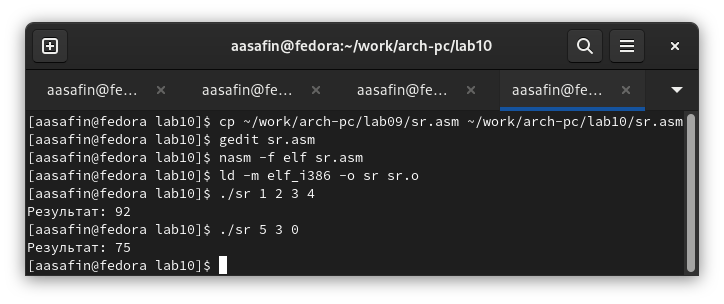 aasafin@fedora:~/work/arch-pc/lab10
aasafin@fe... aasafin@fed... aasafin@fed... aasafin@fe...
[aasafin@fedora lab10]$ cp ~/work/arch-pc/lab09/sr.asm ~/work/arch-pc/lab10/sr.asm
[aasafin@fedora lab10]$ gedit sr.asm
[aasafin@fedora lab10]$ nasm -f elf sr.asm
[aasafin@fedora lab10]$ ld -m elf_i386 -o sr sr.o
[aasafin@fedora lab10]$ ./sr 1 2 3 4
Результат: 92
[aasafin@fedora lab10]$ ./sr 5 3 0
Результат: 75
[aasafin@fedora lab10]$